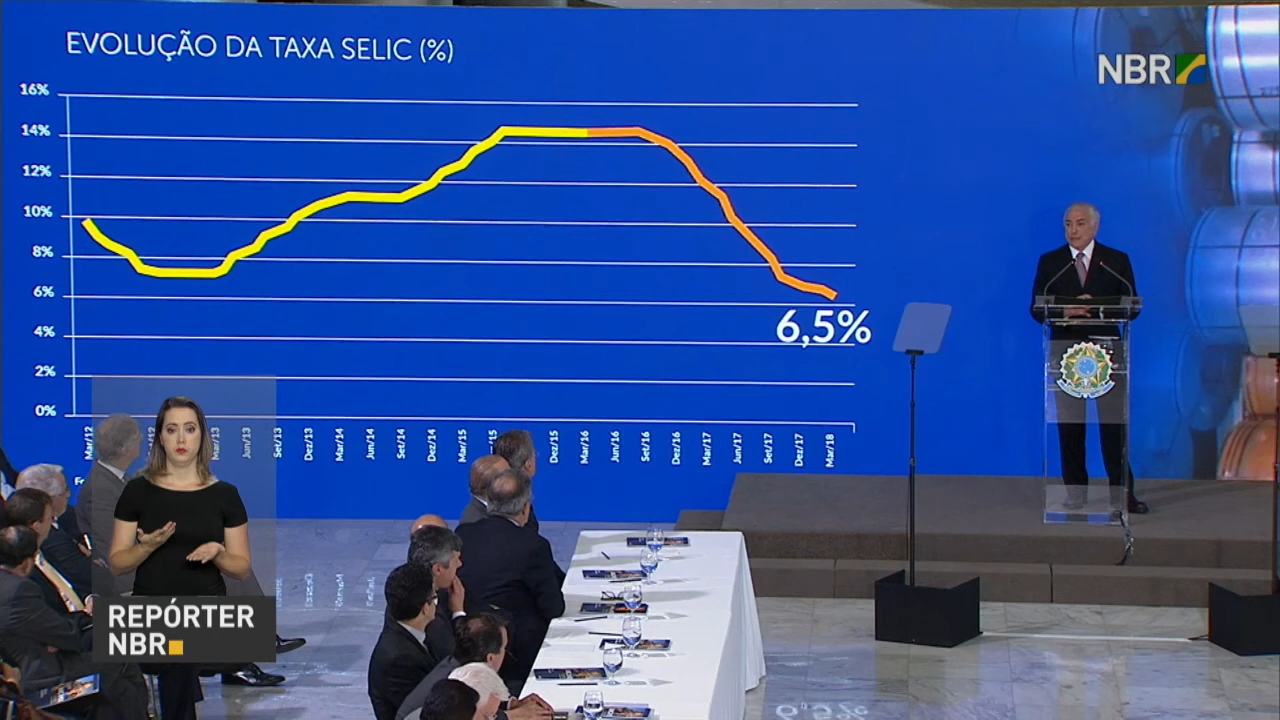 EVOLUÇÃO DA TAXA SELIC (%)
NBR
16%
14%
12%
10%
8%
6%
4%
2%
0%
6,5%
Mar/12
Mar/13
Jun/13
Set/13
Dez/13
Mar/14
Jun/14
Set/14
Dez/14
Mar/15
Dez/15
Mar/16
Jun/16
Set/16
Dez/16
Mar/17
Jun/17
Set/17
Dez/17
Mar/18
REPÓRTER
NBR